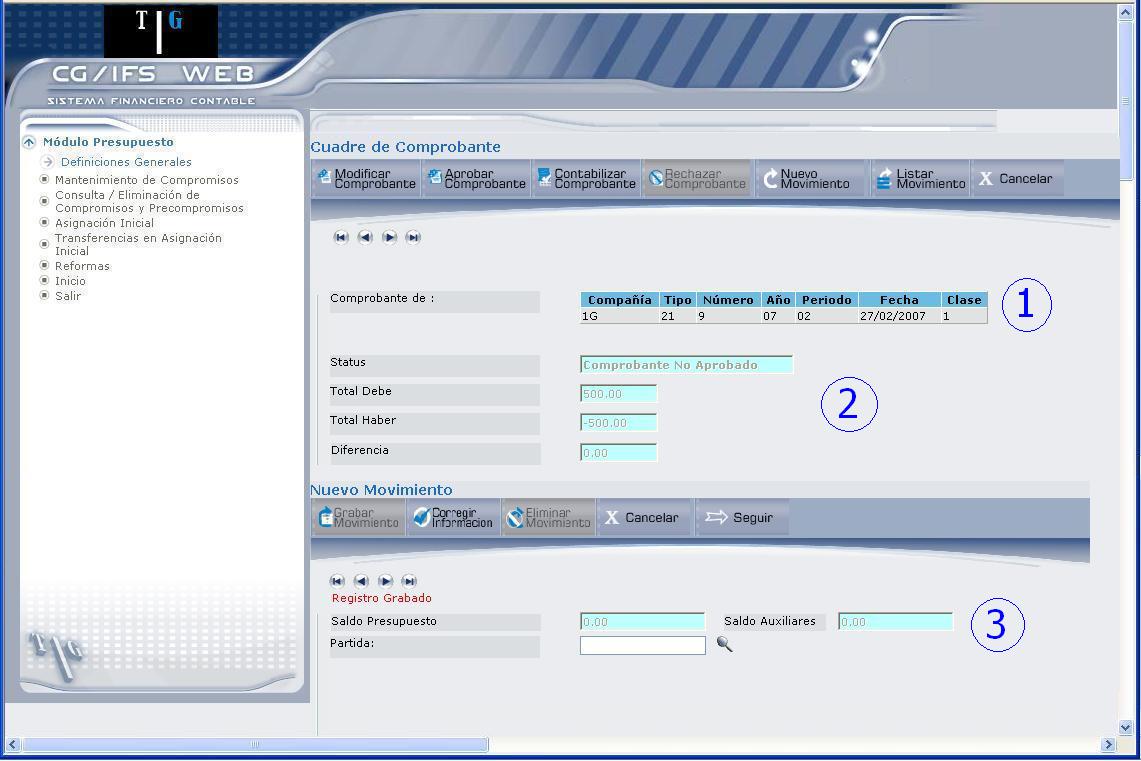 T G
CG/IFS WEB
SISTEMA FINANCIERO CONTABLE
Módulo Presupuesto
Definiciones Generales
Mantenimiento de Compromisos
Consulta / Eliminación de
Compromisos y Precompromisos
Asignación Inicial
Transferencias en Asignación
Inicial
Reformas
Inicio
Salir
TG
Cuadre de Comprobante
Modificar Comprobante Aprobar Comprobante Contabilizar Comprobante Rechazar Comprobante Nuevo Movimiento Listar Movimiento X Cancelar
Comprobante de :
Compañía Tipo Número Año Periodo Fecha Clase
1G 21 9 07 02 27/02/2007 1
1
Status Comprobante No Aprobado
Total Debe 500.00
2
Total Haber -500.00
Diferencia 0.00
Nuevo Movimiento
Grabar Movimiento Corregir Informacion Eliminar Movimiento X Cancelar Seguir
Registro Grabado
Saldo Presupuesto 0.00 Saldo Auxiliares 0.00
3
Partida: